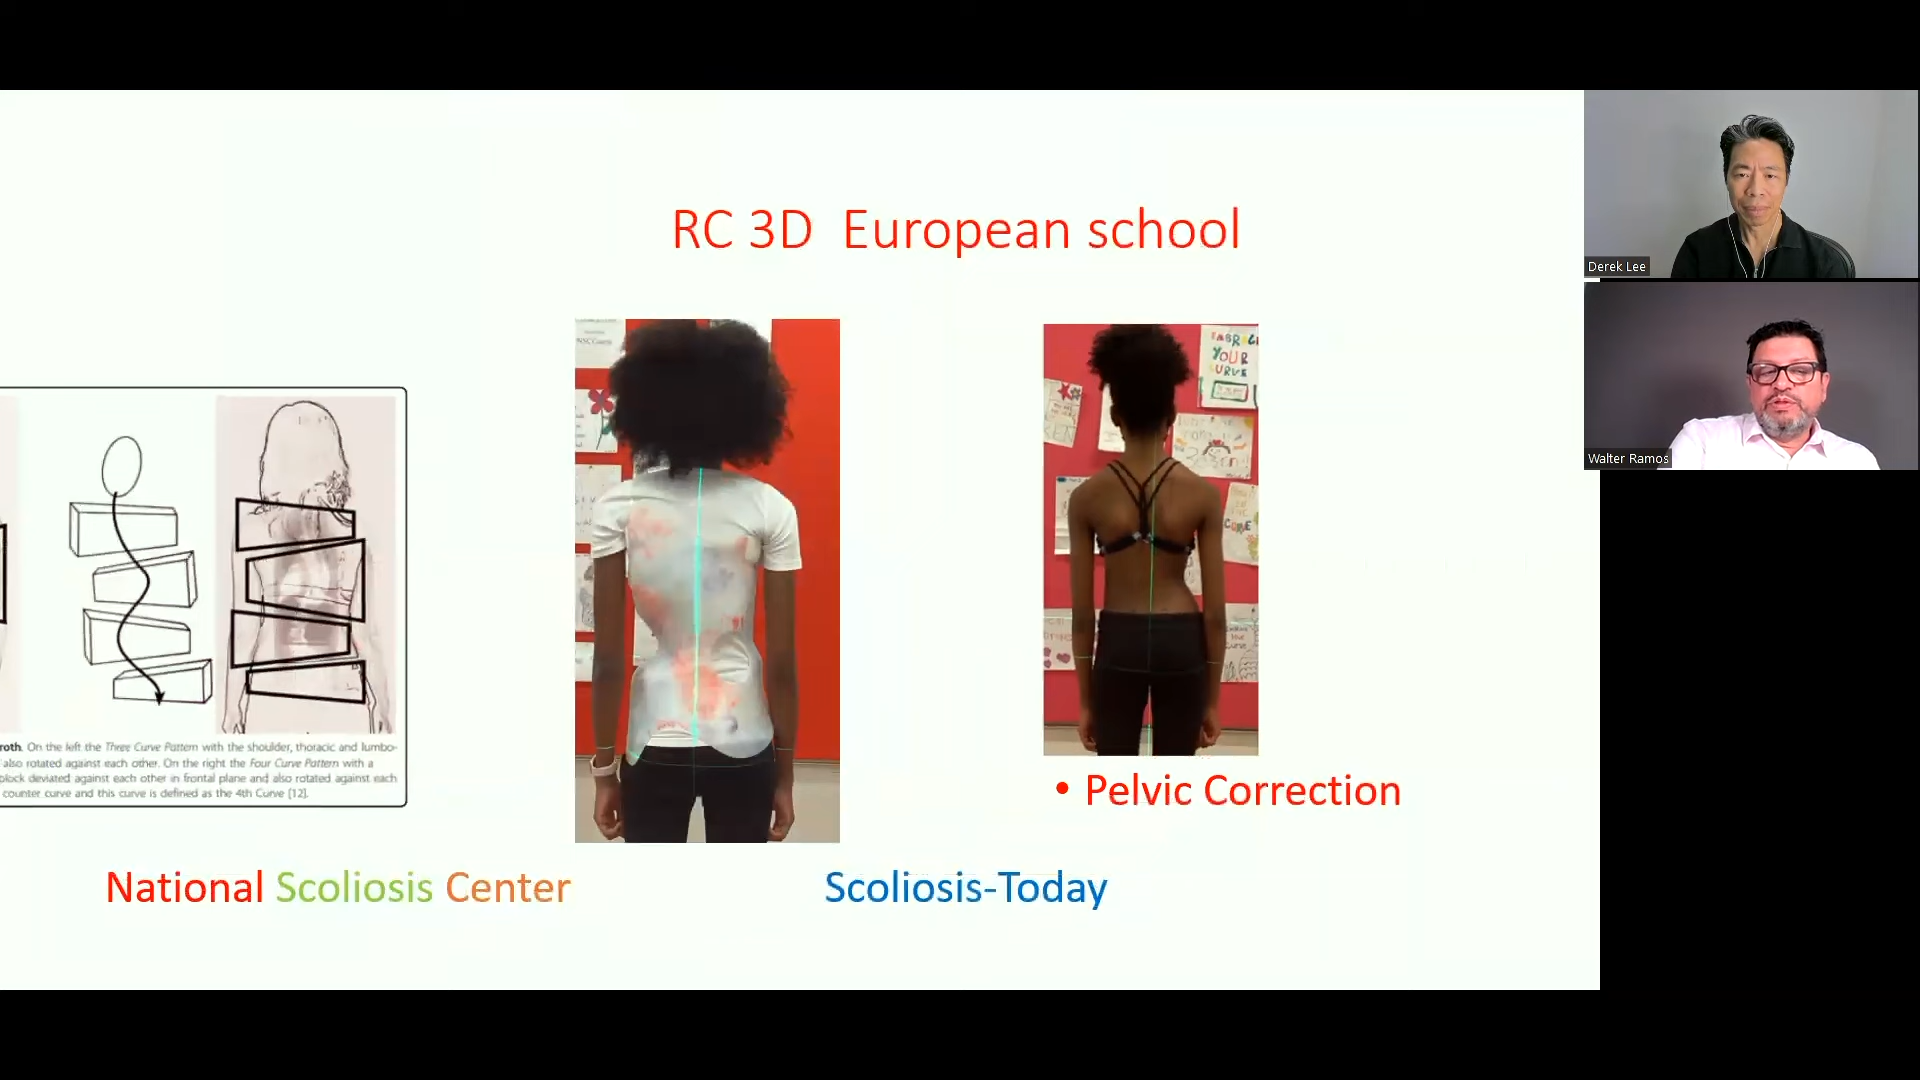 RC 3D  European school
Derek Lee
Walter Ramos
EMBRACE
YOUR
CURVE
roth. On the left the Three Curve Pattern with the shoulder, thoracic and lumbo-
also rotated against each other. On the right the Four Curve Pattern with a
block deviated against each other in frontal plane and also rotated against each
counter curve and this curve is defined as the 4th Curve [12].
• Pelvic Correction
National Scoliosis Center
Scoliosis-Today